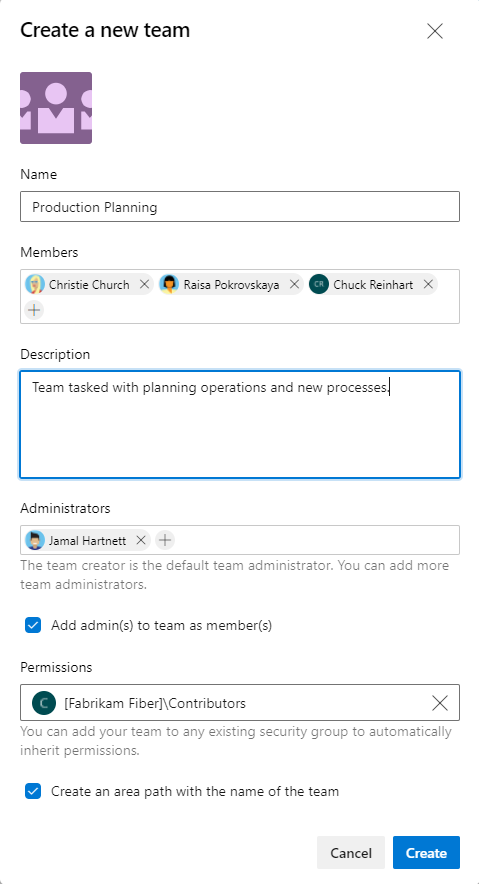 Create a new team
Name
Production Planning
Members
Christie Church Raisa Pokrovskaya CR Chuck Reinhart
Description
Team tasked with planning operations and new processes.
Administrators
Jamal Hartnett
The team creator is the default team administrator. You can add more
team administrators.
Add admin(s) to team as member(s)
Permissions
C [Fabrikam Fiber]\Contributors
You can add your team to any existing security group to automatically
inherit permissions.
Create an area path with the name of the team
Cancel Create